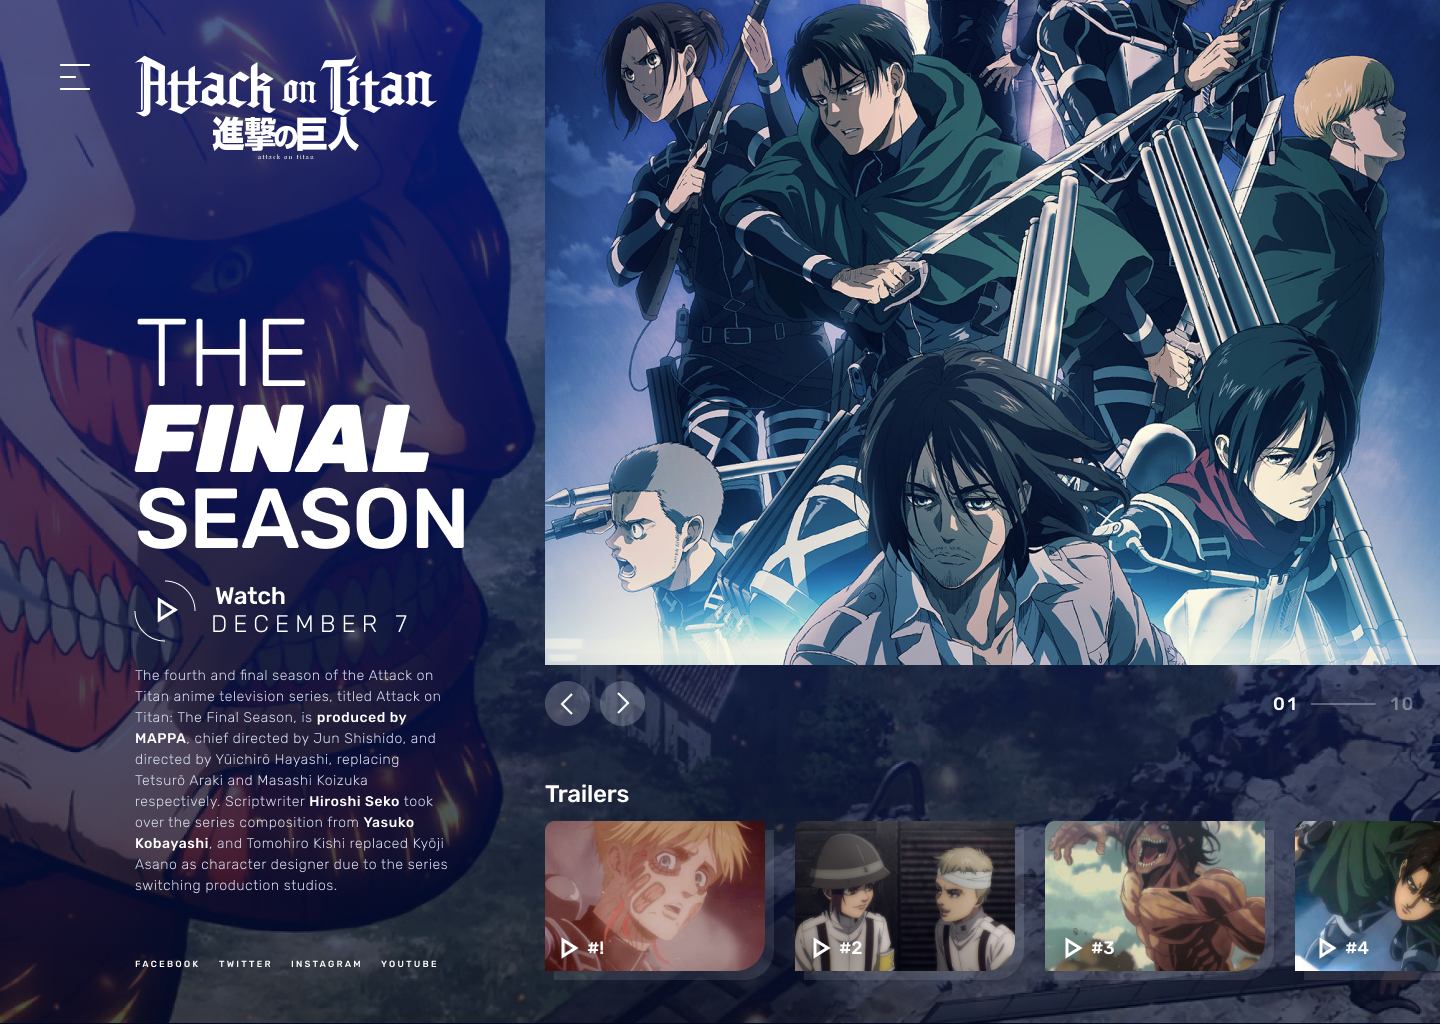 Attack on Titan
進撃の巨人
attack on titan
THE
FINAL
SEASON
Watch
DECEMBER 7
The fourth and final season of the Attack on
Titan anime television series, titled Attack on
Titan: The Final Season, is produced by
MAPPA, chief directed by Jun Shishido, and
directed by Yūichirō Hayashi, replacing
Tetsurō Araki and Masashi Koizuka
respectively. Scriptwriter Hiroshi Seko took
over the series composition from Yasuko
Kobayashi, and Tomohiro Kishi replaced Kyōji
Asano as character designer due to the series
switching production studios.
FACEBOOK TWITTER INSTAGRAM YOUTUBE
01 10
Trailers
#! #2 #3 #4